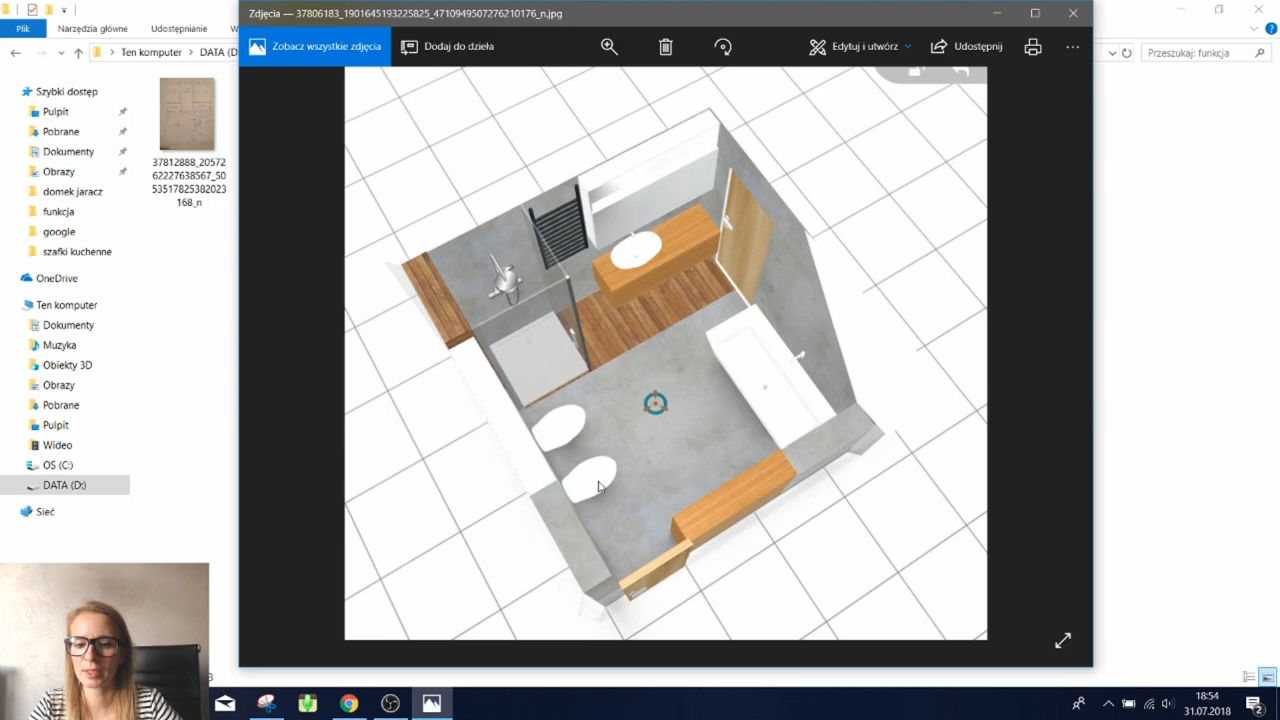 Zdjęcia — 37806183_1901645193225825_4710949507276210176_n.jpg
Plik
Narzędzia główne
Udostępnianie
Zobacz wszystkie zdjęcia
Dodaj do dzieła
Edytuj i utwórz
Udostępnij
Ten komputer
DATA (D
Przeszukaj: funkcja
Szybki dostęp
Pulpit
Pobrane
Dokumenty
Obrazy
domek jaracz
funkcja
google
szafki kuchenne
OneDrive
Ten komputer
Dokumenty
Muzyka
Obiekty 3D
Obrazy
Pobrane
Pulpit
Wideo
OS (C:)
DATA (D:)
Sieć
37812888_20572
62227638567_50
53517825382023
168_n
3
18:54
31.07.2018
2